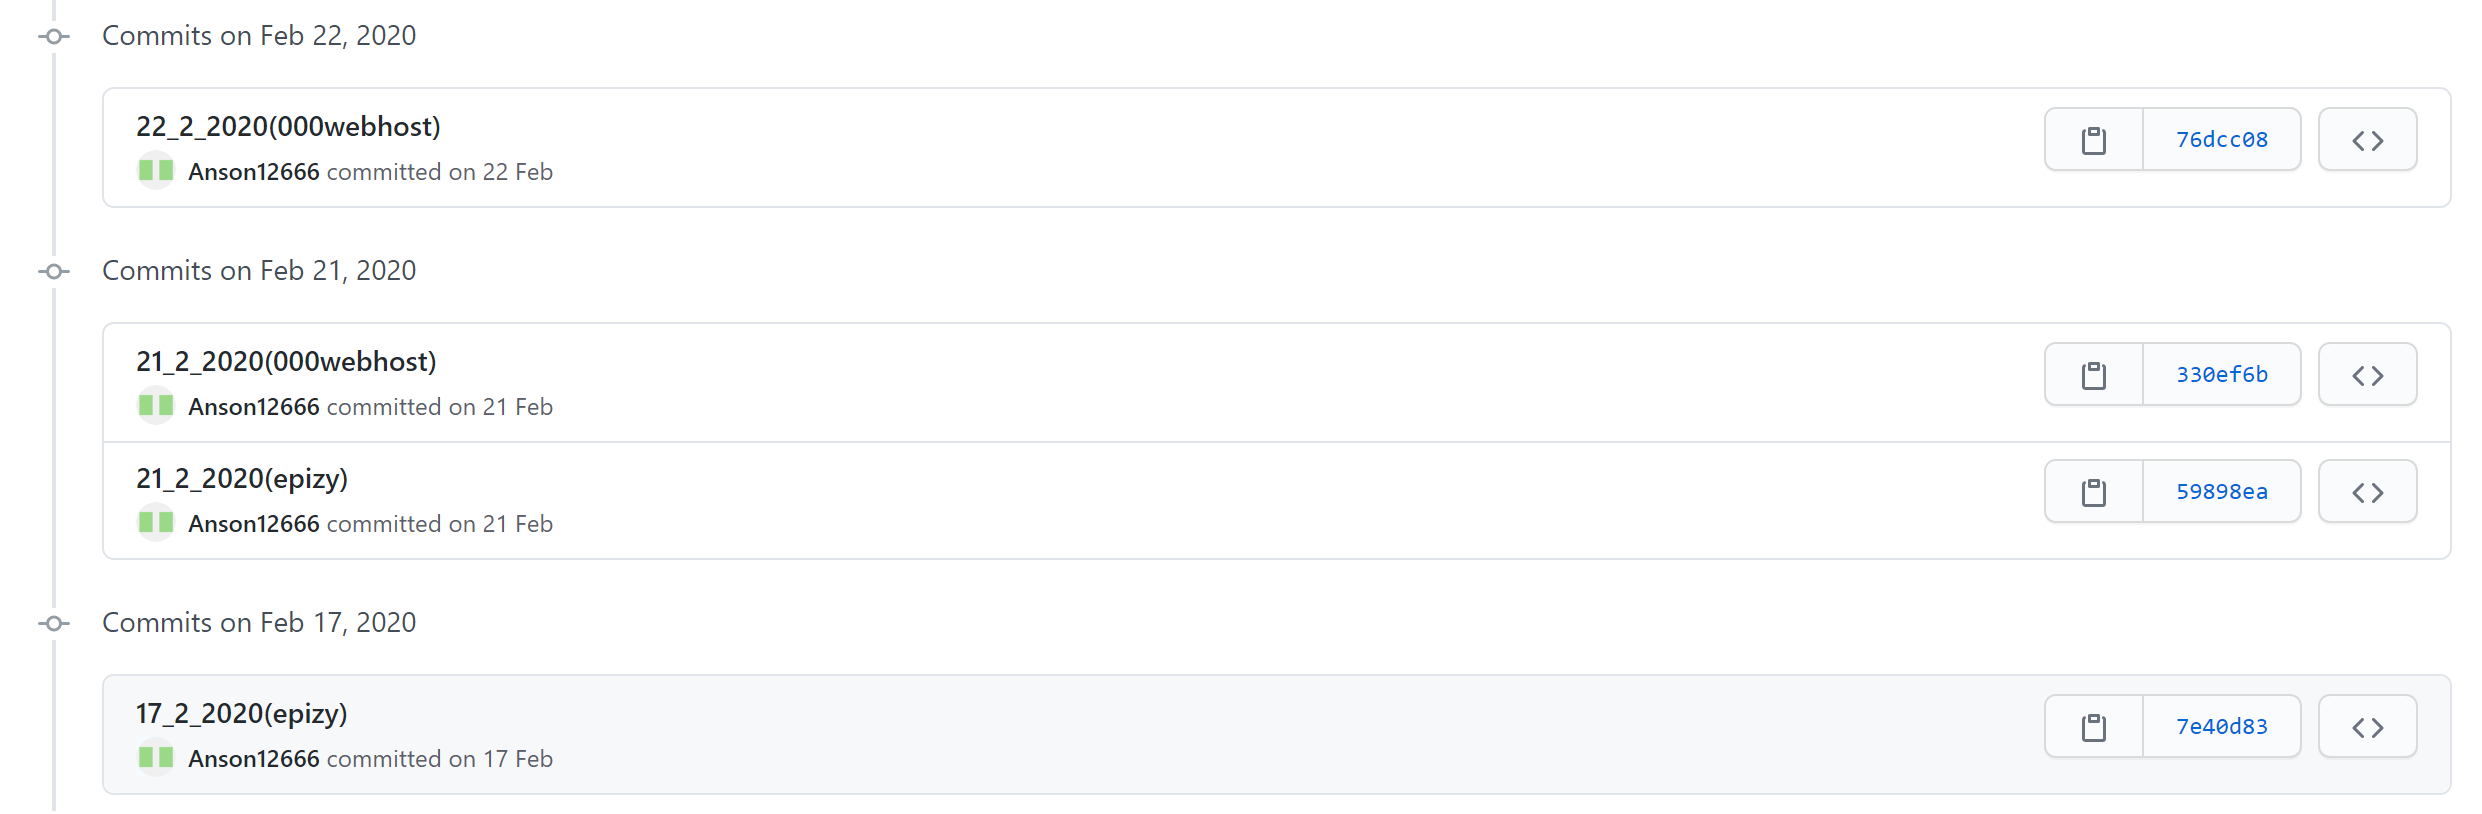 Commits on Feb 22, 2020
22_2_2020(000webhost)
76dcc08
Anson12666 committed on 22 Feb
Commits on Feb 21, 2020
21_2_2020(000webhost)
330ef6b
Anson12666 committed on 21 Feb
21_2_2020(epizy)
59898ea
Anson12666 committed on 21 Feb
Commits on Feb 17, 2020
17_2_2020(epizy)
7e40d83
Anson12666 committed on 17 Feb